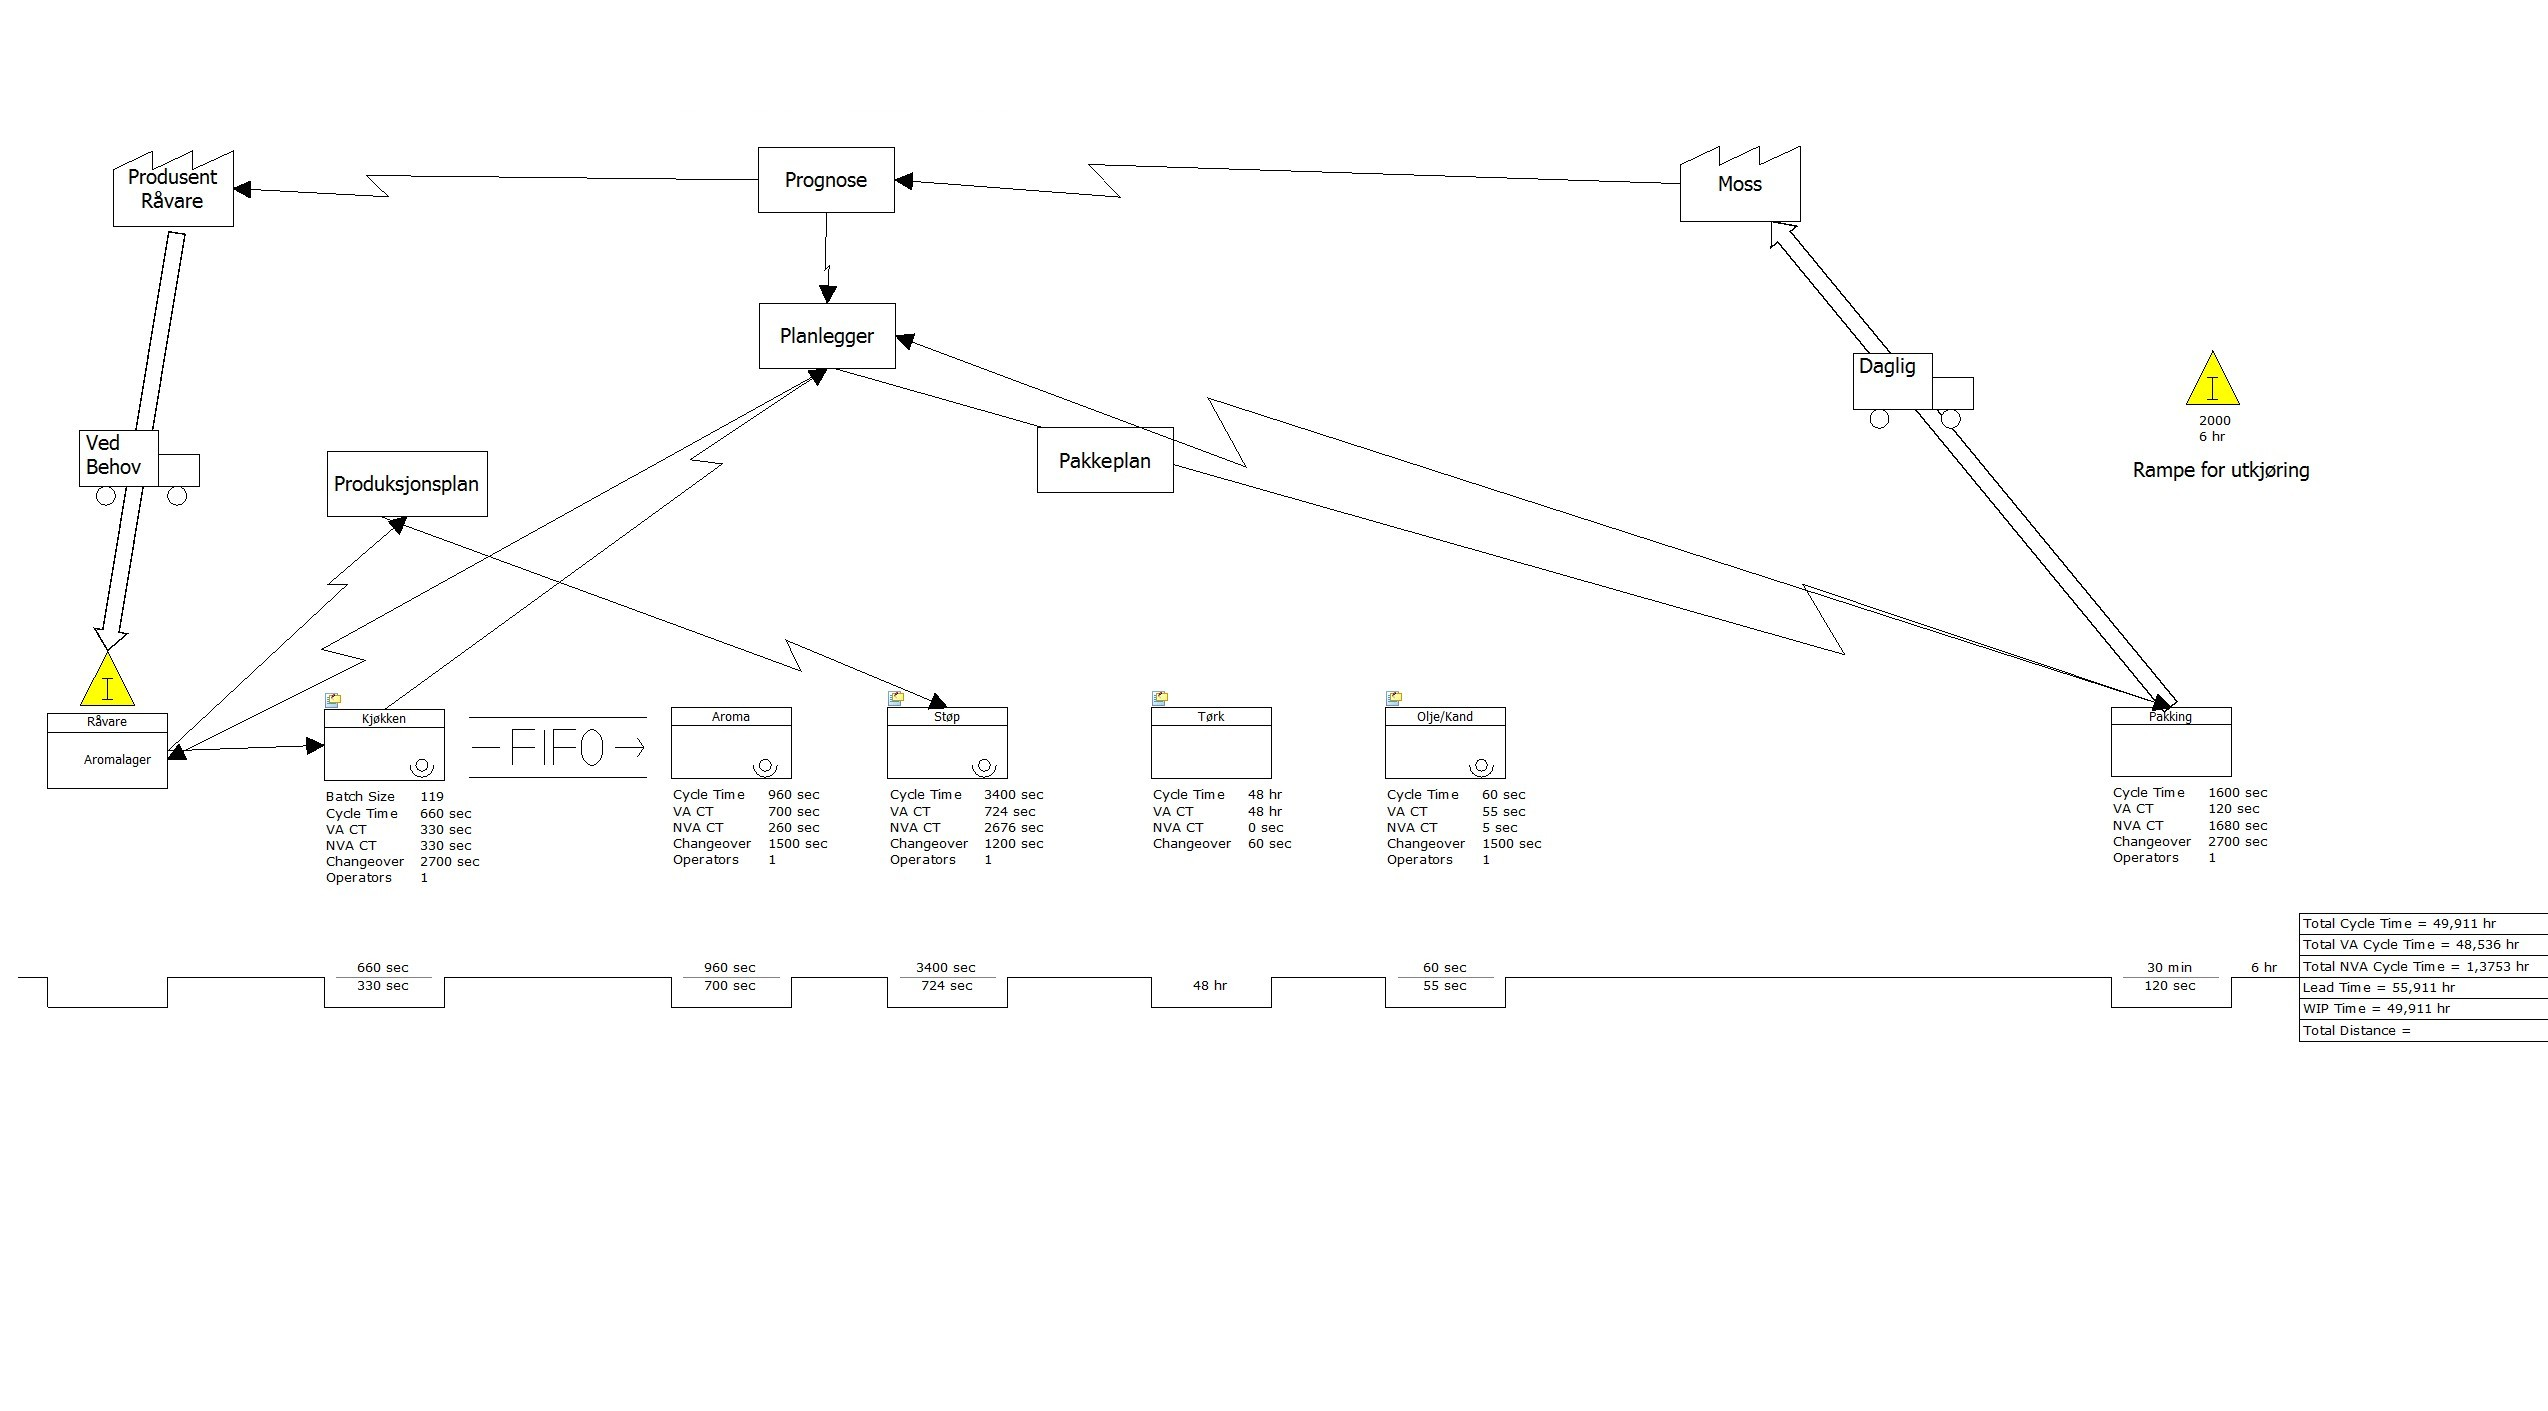 Produsent
Råvare
Prognose
Moss
Planlegger
Daglig
I
2000
6 hr
Rampe for utkjøring
Ved
Behov
Produksjonsplan
Pakkeplan
I
Råvare
Aromalager
Kjøkken
Batch Size 119
Cycle Time 660 sec
VA CT 330 sec
NVA CT 330 sec
Changeover 2700 sec
Operators 1
FIFO
Aroma
Cycle Time 960 sec
VA CT 700 sec
NVA CT 260 sec
Changeover 1500 sec
Operators 1
Støp
Cycle Time 3400 sec
VA CT 724 sec
NVA CT 2676 sec
Changeover 1200 sec
Operators 1
Tørk
Cycle Time 48 hr
VA CT 48 hr
NVA CT 0 sec
Changeover 60 sec
Olje/Kand
Cycle Time 60 sec
VA CT 55 sec
NVA CT 5 sec
Changeover 1500 sec
Operators 1
Pakking
Cycle Time 1600 sec
VA CT 120 sec
NVA CT 1680 sec
Changeover 2700 sec
Operators 1
660 sec
330 sec
960 sec
700 sec
3400 sec
724 sec
48 hr
60 sec
55 sec
30 min
120 sec
6 hr
Total Cycle Time = 49,911 hr
Total VA Cycle Time = 48,536 hr
Total NVA Cycle Time = 1,3753 hr
Lead Time = 55,911 hr
WIP Time = 49,911 hr
Total Distance =